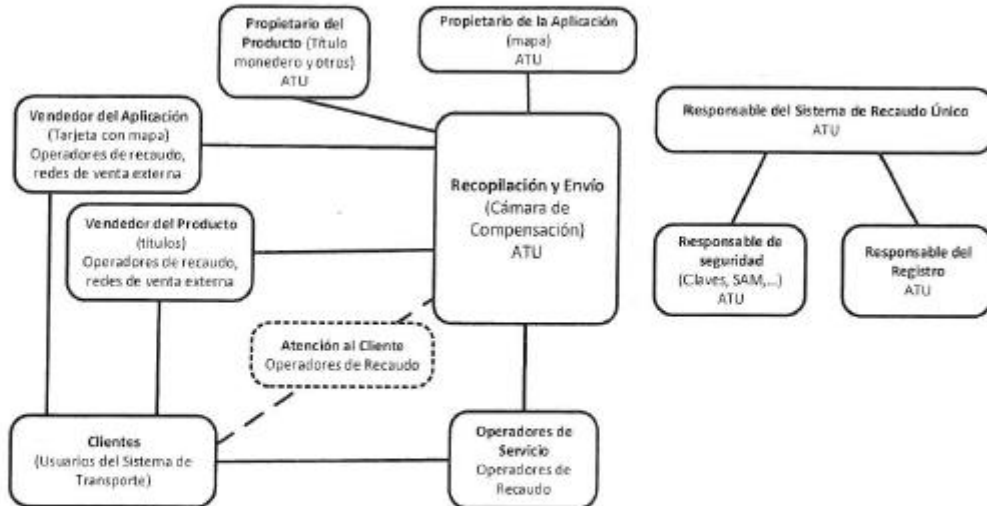 Propietario del
Producto (Título
monedero y otros)
ATU
Propietario de la Aplicación
(mapa)
ATU
Vendedor del Aplicación
(Tarjeta con mapa)
Operadores de recaudo,
redes de venta externa
Responsable del Sistema de Recaudo Único
ATU
Recopilación y Envío
(Cámara de
Compensación)
ATU
Vendedor del Producto
(títulos)
Operadores de recaudo,
redes de venta externa
Responsable de
seguridad
(Claves, SAM,...)
ATU
Responsable del
Registro
ATU
Atención al Cliente
Operadores de Recaudo
Clientes
(Usuarios del Sistema de
Transporte)
Operadores de
Servicio
Operadores de
Recaudo